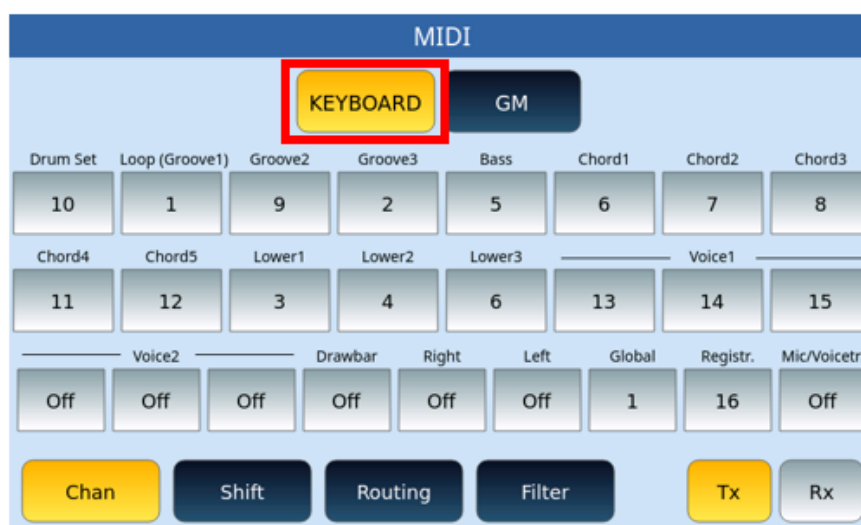 MIDI
KEYBOARD GM
Drum Set Loop (Groove1) Groove2 Groove3 Bass Chord1 Chord2 Chord3
10 1 9 2 5 6 7 8
Chord4 Chord5 Lower1 Lower2 Lower3 Voice1
11 12 3 4 6 13 14 15
Voice2 Drawbar Right Left Global Registr. Mic/Voicetr
Off Off Off Off Off Off 1 16 Off
Chan Shift Routing Filter Tx Rx